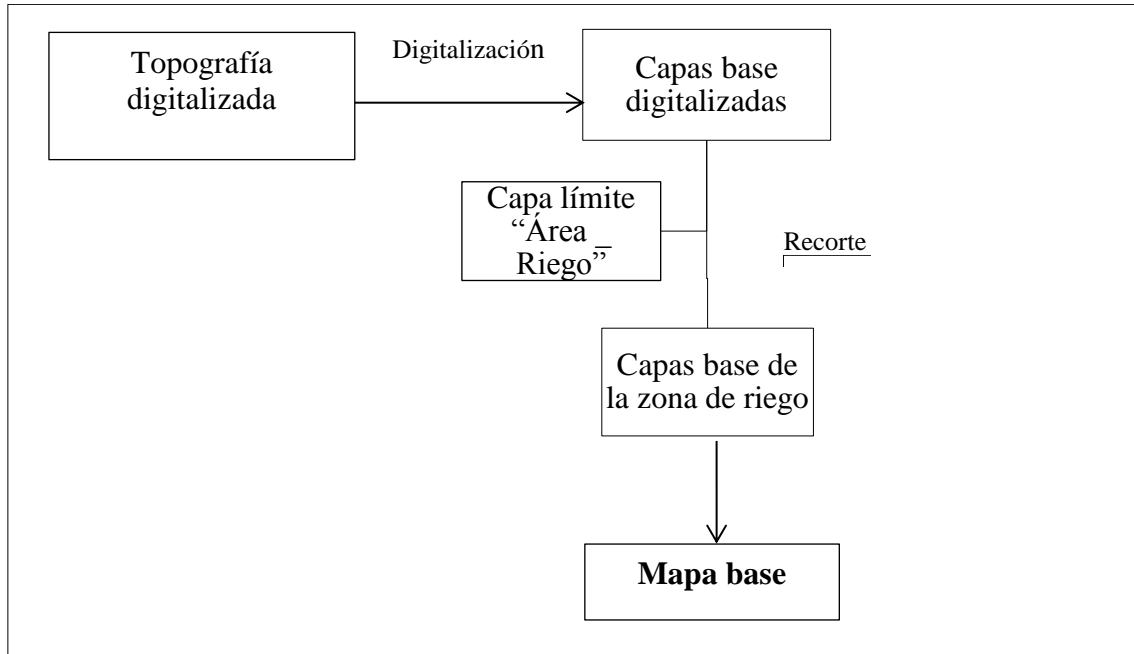 Topografía
digitalizada
Digitalización
Capas base
digitalizadas
Capa límite
“Área _
Riego”
Recorte
Capas base de
la zona de riego
Mapa base